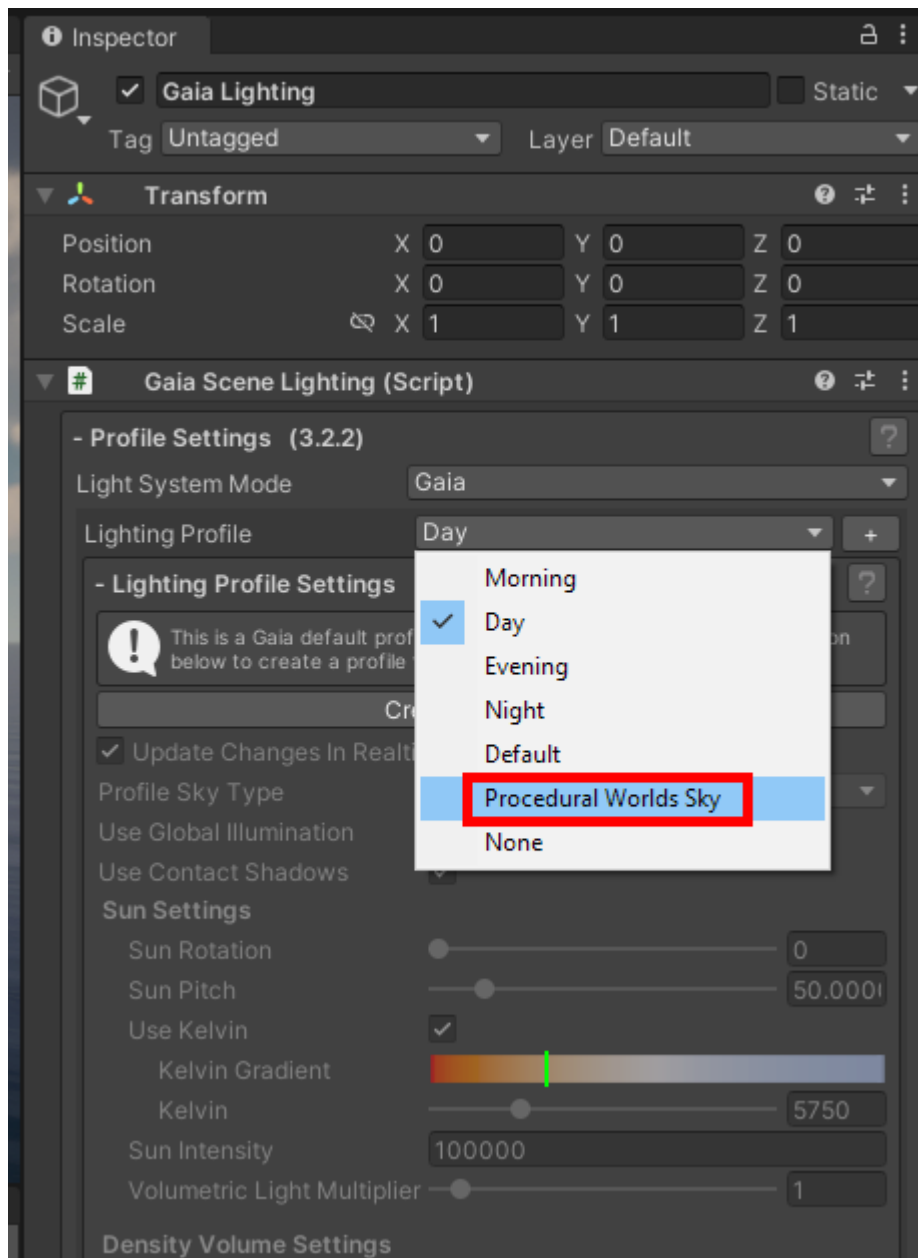 Inspector
Gaia Lighting Static
Tag Untagged Layer Default
Transform
Position X 0 Y 0 Z 0
Rotation X 0 Y 0 Z 0
Scale X 1 Y 1 Z 1
# Gaia Scene Lighting (Script)
- Profile Settings (3.2.2) ?
Light System Mode Gaia
Lighting Profile Day +
- Lighting Profile Settings ?
Morning
Day
Evening
Night
Default
Procedural Worlds Sky
None
This is a Gaia default
below to create a profile
Update Changes In
Profile Sky Type
Use Global Illumination
Use Contact Shadows
Sun Settings
Sun Rotation 0
Sun Pitch 50.000
Use Kelvin
Kelvin Gradient
Kelvin 5750
Sun Intensity 100000
Volumetric Light Multiplier 1
Density Volume Settings